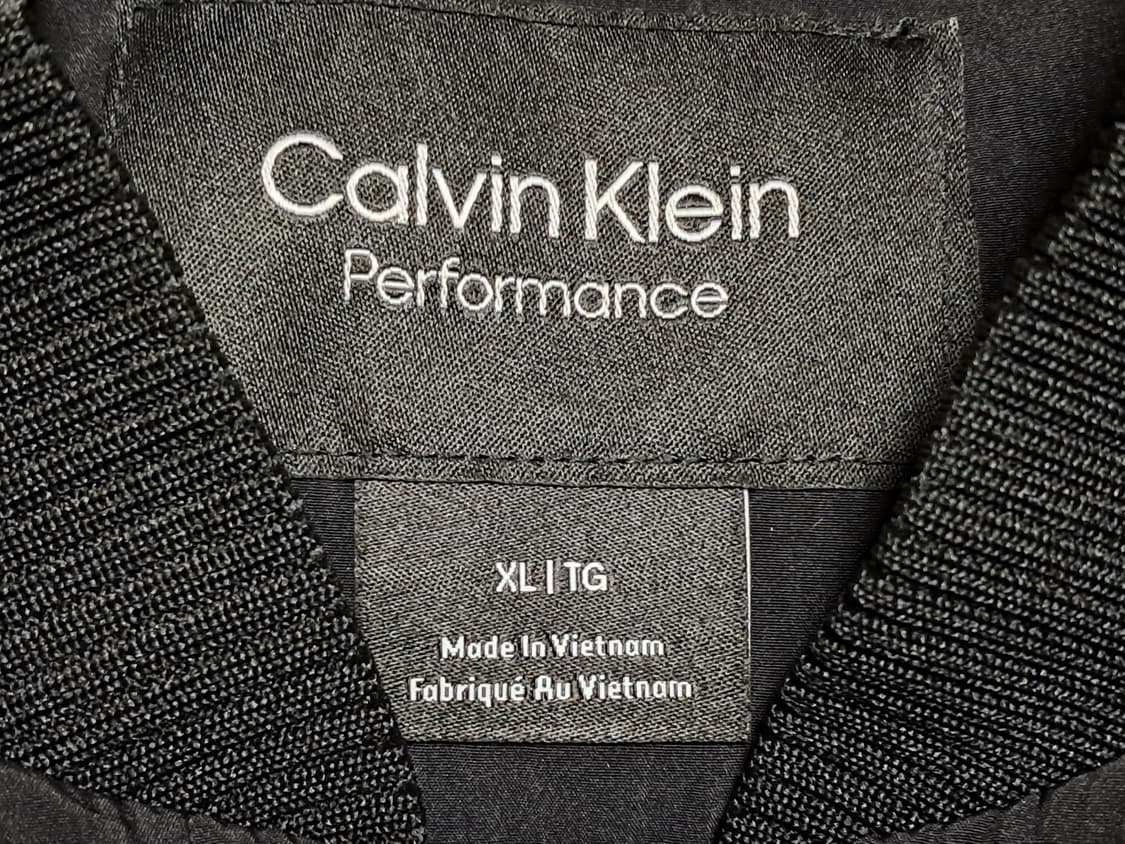 Calvin Klein
Performance
XL|TG
Made In Vietnam
Fabriqué Au Vietnam